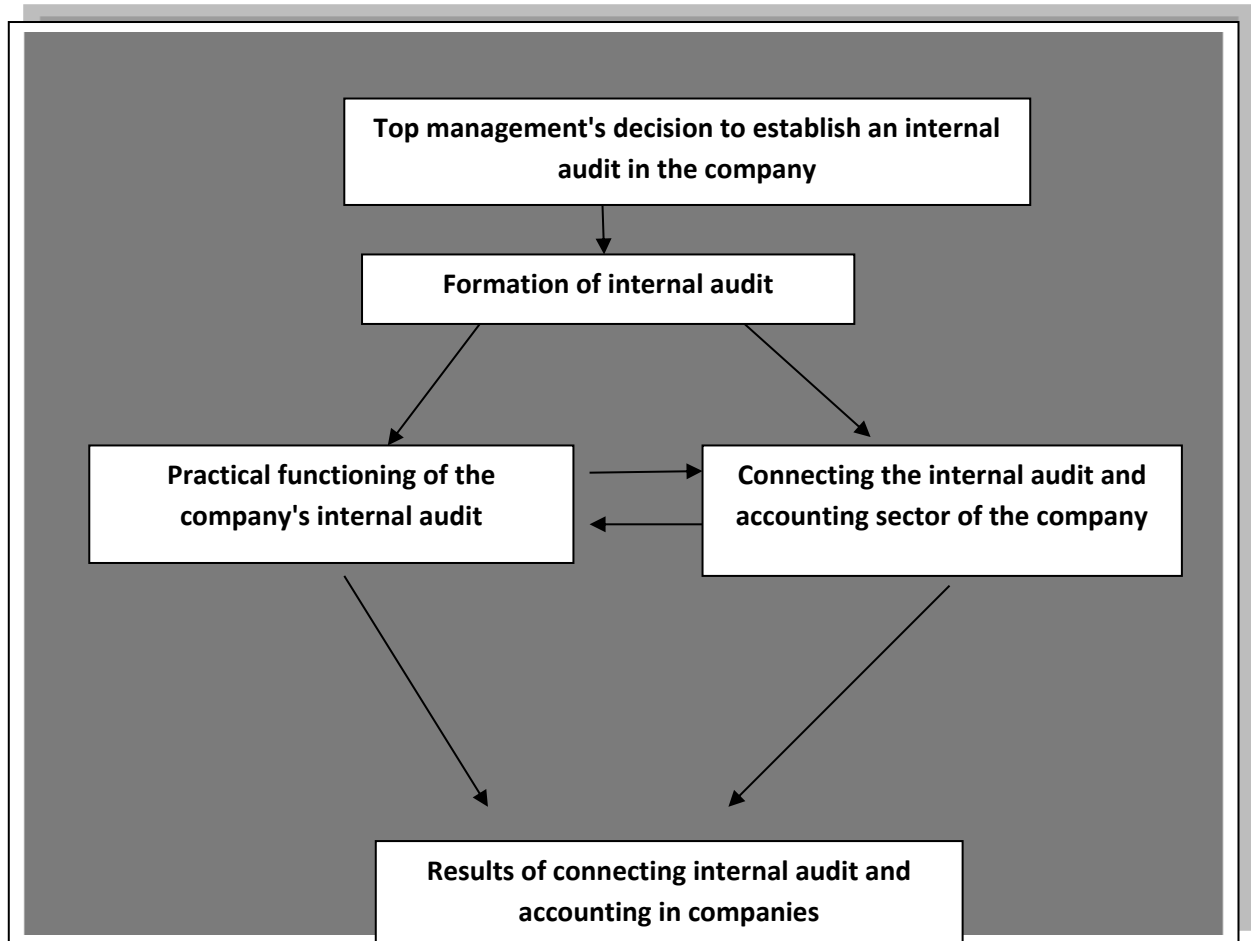 Top management's decision to establish an internal
audit in the company
Formation of internal audit
Practical functioning of the
company's internal audit
Connecting the internal audit and
accounting sector of the company
Results of connecting internal audit and
accounting in companies